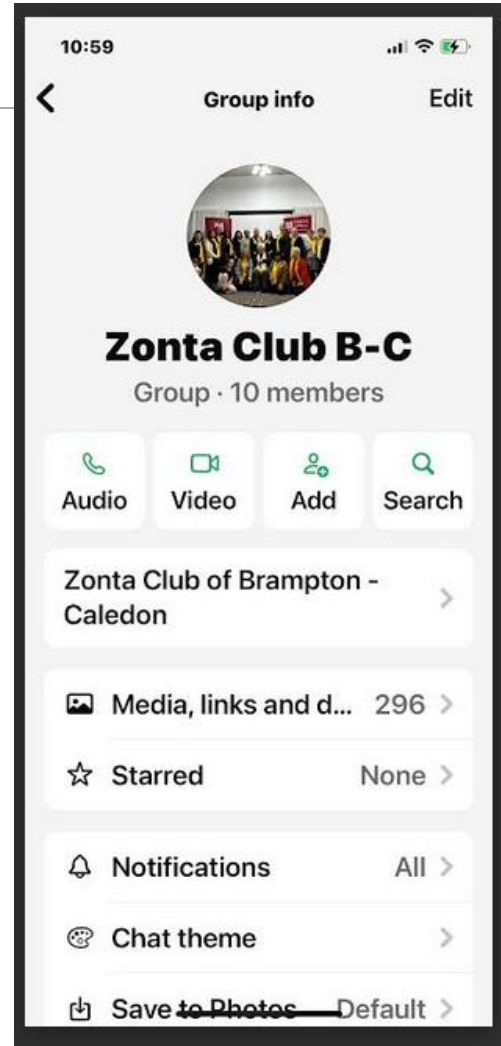 10:59
Group info
Edit
Zonta Club B-C
Group · 10 members
Audio
Video
Add
Search
Zonta Club of Brampton -
Caledon
Media, links and d... 296
Starred None
Notifications All
Chat theme
Save to Photos Default